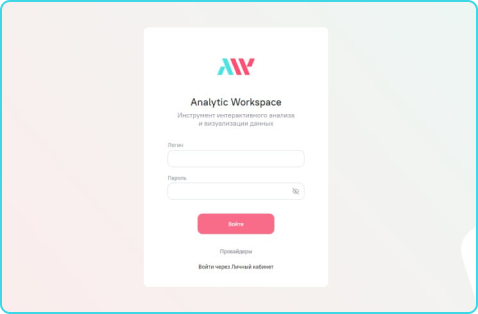 AW
Analytic Workspace
Инструмент интерактивного анализа
и визуализации данных
Логин
Пароль
Войти
Провайдеры
Войти через Личный кабинет